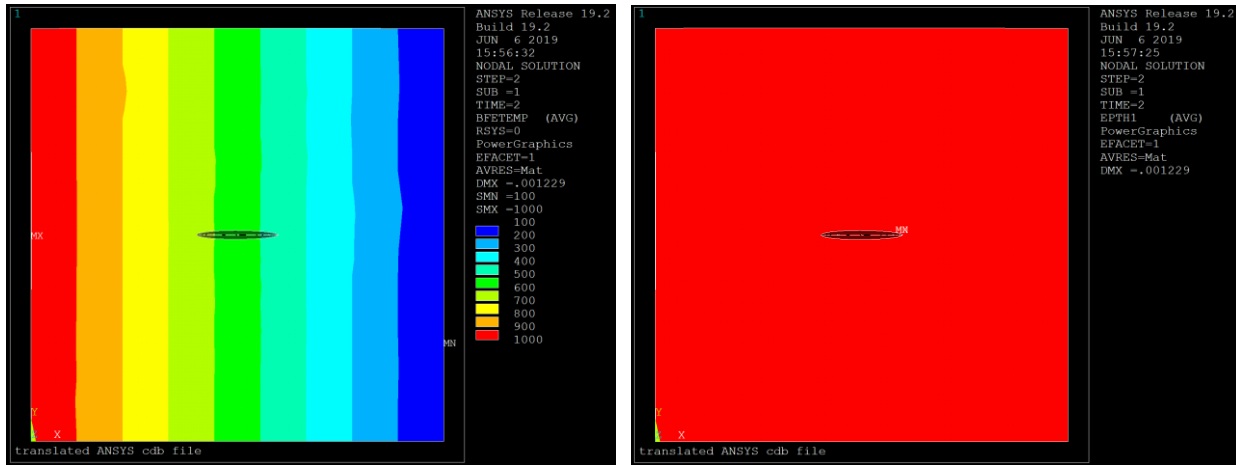 1
ANSYS Release 19.2
Build 19.2
JUN  6 2019
15:56:32
NODAL SOLUTION
STEP=2
SUB =1
TIME=2
BFETEMP  (AVG)
RSYS=0
PowerGraphics
EFACET=1
AVRES=Mat
DMX =.001229
SMN =100
SMX =1000
100
200
300
400
500
600
700
800
900
1000
MX
MN
Y
X
translated ANSYS cdb file
1
ANSYS Release 19.2
Build 19.2
JUN  6 2019
15:57:25
NODAL SOLUTION
STEP=2
SUB =1
TIME=2
EPTH1    (AVG)
PowerGraphics
EFACET=1
AVRES=Mat
DMX =.001229
Y
X
translated ANSYS cdb file